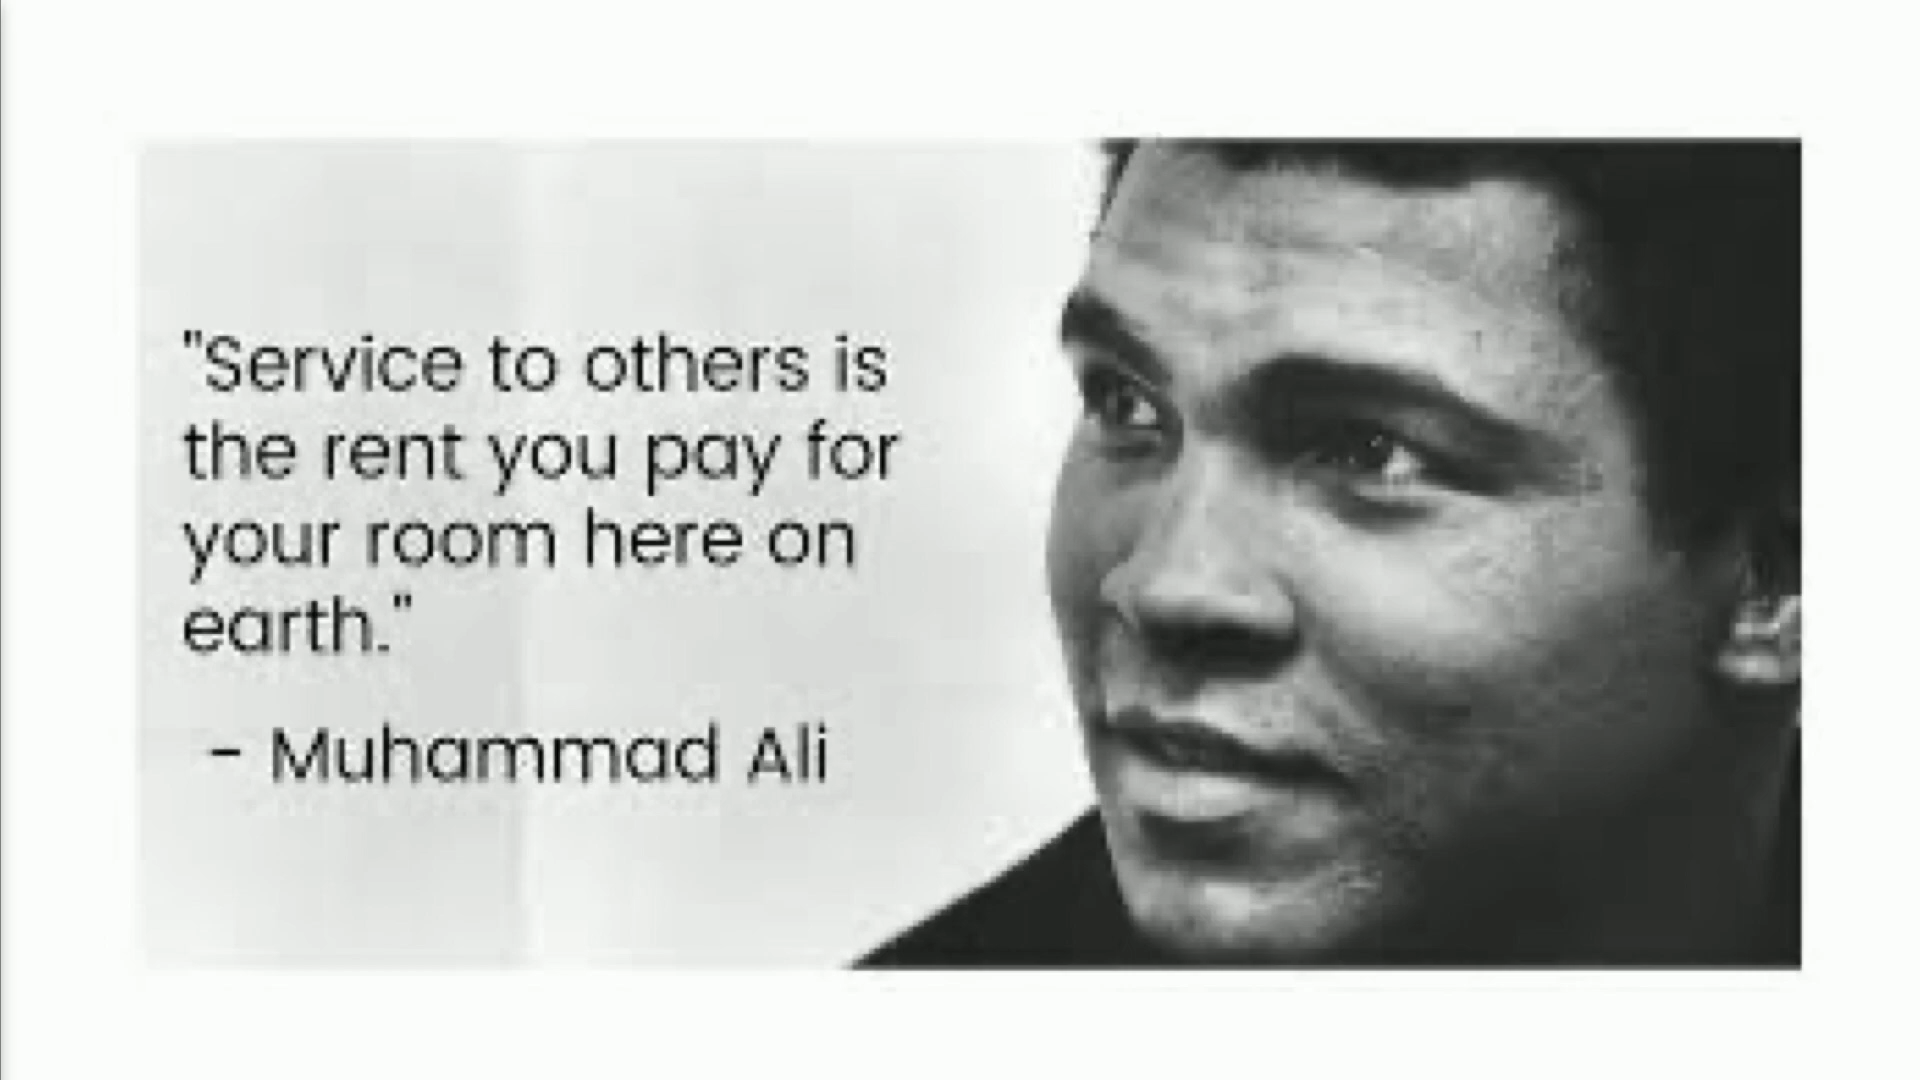 "Service to others is
the rent you pay for
your room here on
earth."
- Muhammad Ali